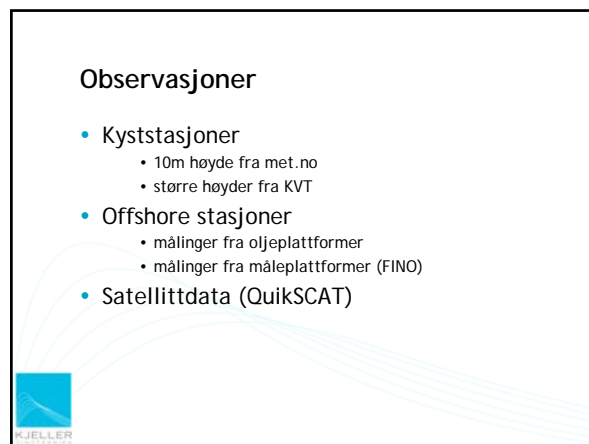 Observasjoner
• Kyststasjoner
• 10m høyde fra met.no
• større høyder fra KVT
• Offshore stasjoner
• målinger fra oljeplattformer
• målinger fra måleplattformer (FINO)
• Satellittdata (QuikSCAT)
KJELLER